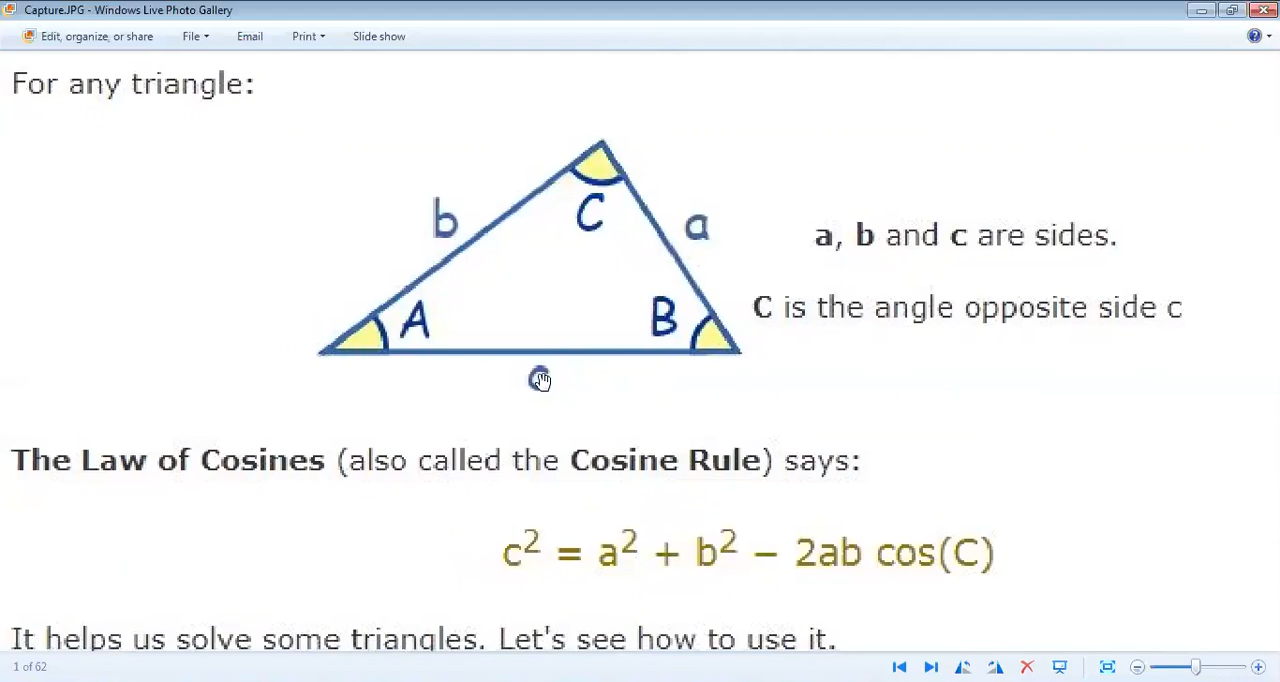 Capture.JPG - Windows Live Photo Gallery
Edit, organize, or share File Email Print Slide show
For any triangle:
b C a
a, b and c are sides.
A B
C is the angle opposite side c
c
The Law of Cosines (also called the Cosine Rule) says:
c² = a² + b² − 2ab cos(C)
It helps us solve some triangles. Let's see how to use it.
1 of 62